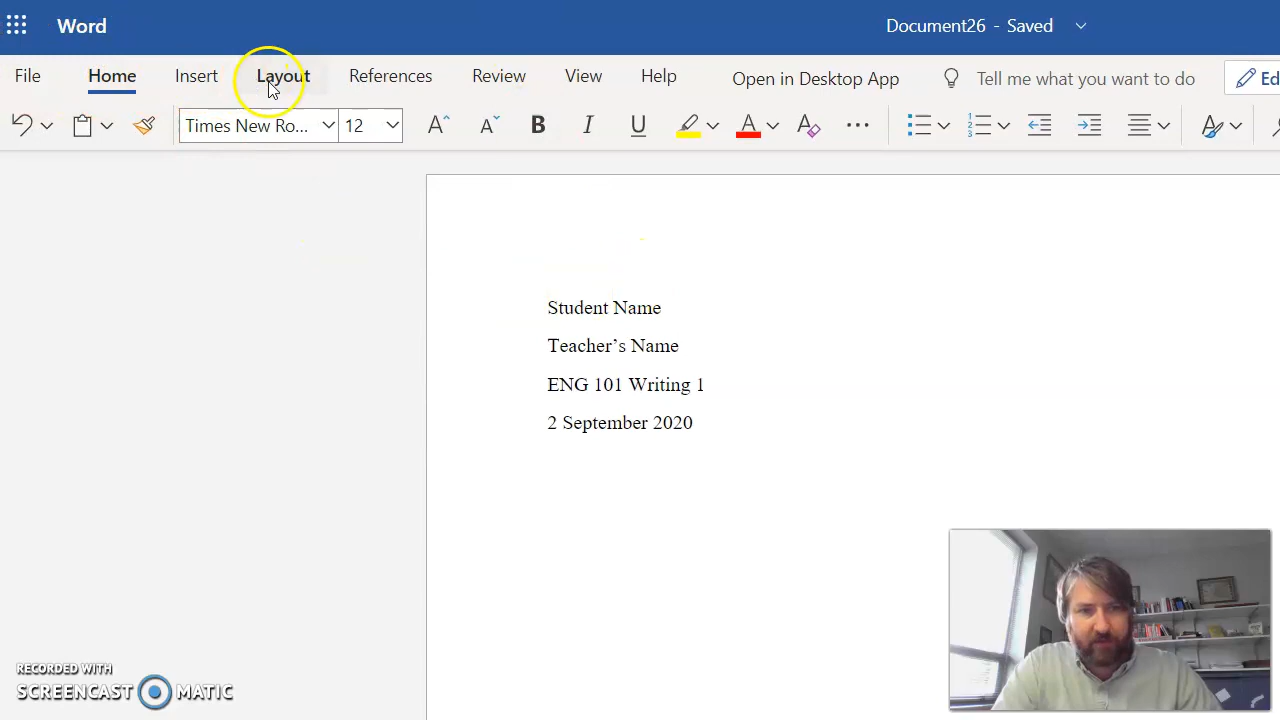 Word
Document26 - Saved
File Home Insert Layout References Review View Help Open in Desktop App Tell me what you want to do Ed
Times New Ro... 12 A A B I U A A
Student Name
Teacher’s Name
ENG 101 Writing 1
2 September 2020
RECORDED WITH
SCREENCAST MATIC